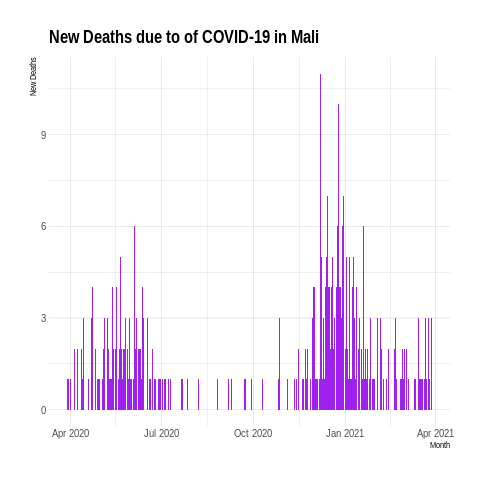 New Deaths due to of COVID-19 in Mali
New Deaths
9
6
3
0
Apr 2020 Jul 2020 Oct 2020 Jan 2021 Apr 2021
Month